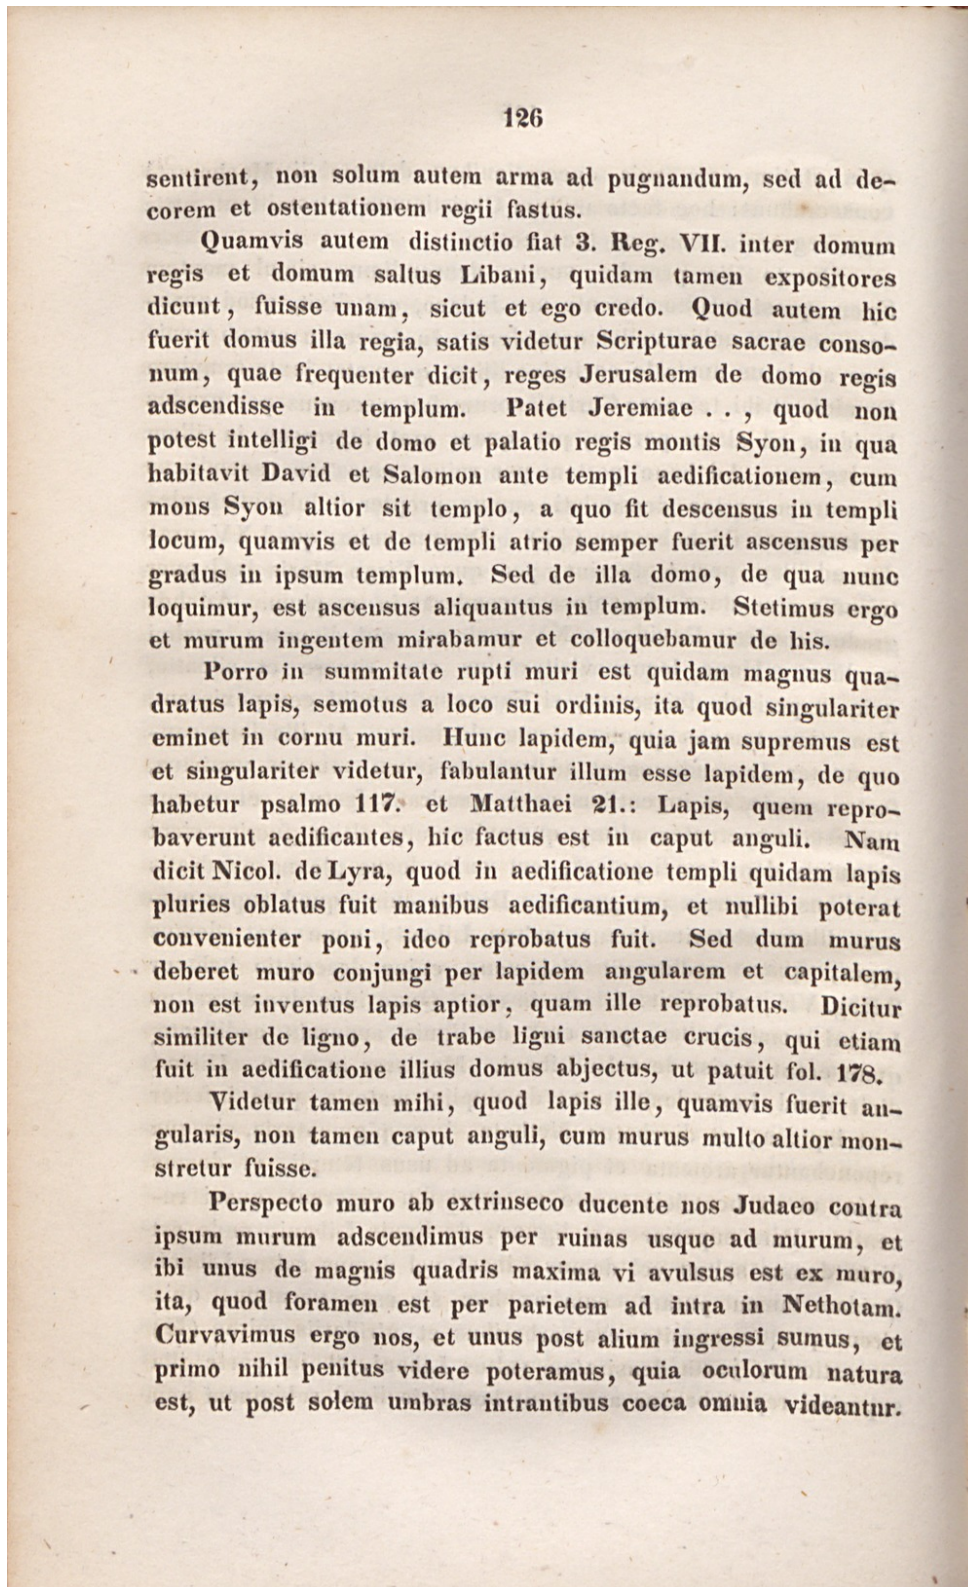 126
sentirent, non solum autem arma ad pugnandum, sed ad de-
corem et ostentationem regii fastus.
Quamvis autem distinctio fiat 3. Reg. VII. inter domum
regis et domum saltus Libani, quidam tamen expositores
dicunt, fuisse unam, sicut et ego credo. Quod autem hic
fuerit domus illa regia, satis videtur Scripturae sacrae conso-
num, quae frequenter dicit, reges Jerusalem de domo regis
adscendisse in templum. Patet Jeremiae . . , quod non
potest intelligi de domo et palatio regis montis Syon, in qua
habitavit David et Salomon ante templi aedificationem, cum
mons Syon altior sit templo, a quo fit descensus in templi
locum, quamvis et de templi atrio semper fuerit ascensus per
gradus in ipsum templum. Sed de illa domo, de qua nunc
loquimur, est ascensus aliquantus in templum. Stetimus ergo
et murum ingentem mirabamur et colloquebamur de his.
Porro in summitate rupti muri est quidam magnus qua-
dratus lapis, semotus a loco sui ordinis, ita quod singulariter
eminet in cornu muri. Hunc lapidem, quia jam supremus est
et singulariter videtur, fabulantur illum esse lapidem, de quo
habetur psalmo 117. et Matthaei 21.: Lapis, quem repro-
baverunt aedificantes, hic factus est in caput anguli. Nam
dicit Nicol. de Lyra, quod in aedificatione templi quidam lapis
pluries oblatus fuit manibus aedificantium, et nullibi poterat
convenienter poni, ideo reprobatus fuit. Sed dum murus
deberet muro conjungi per lapidem angularem et capitalem,
non est inventus lapis aptior, quam ille reprobatus. Dicitur
similiter de ligno, de trabe ligni sanctae crucis, qui etiam
fuit in aedificatione illius domus abjectus, ut patuit fol. 178.
Videtur tamen mihi, quod lapis ille, quamvis fuerit an-
gularis, non tamen caput anguli, cum murus multo altior mon-
stretur fuisse.
Perspecto muro ab extrinseco ducente nos Judaeo contra
ipsum murum adscendimus per ruinas usque ad murum, et
ibi unus de magnis quadris maxima vi avulsus est ex muro,
ita, quod foramen est per parietem ad intra in Nethotam.
Curvavimus ergo nos, et unus post alium ingressi sumus, et
primo nihil penitus videre poteramus, quia oculorum natura
est, ut post solem umbras intrantibus coeca omnia videantur.